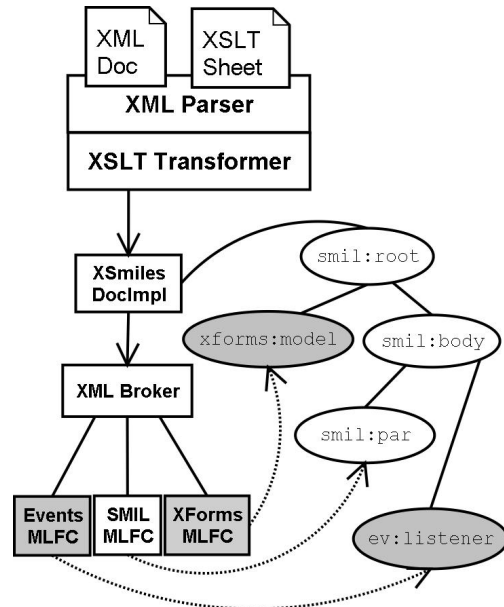 XML
Doc
XSLT
Sheet
XML Parser
XSLT Transformer
XSmiles
DocImpl
smil:root
xforms:model
smil:body
XML Broker
smil:par
Events
MLFC
SMIL
MLFC
XForms
MLFC
ev:listener